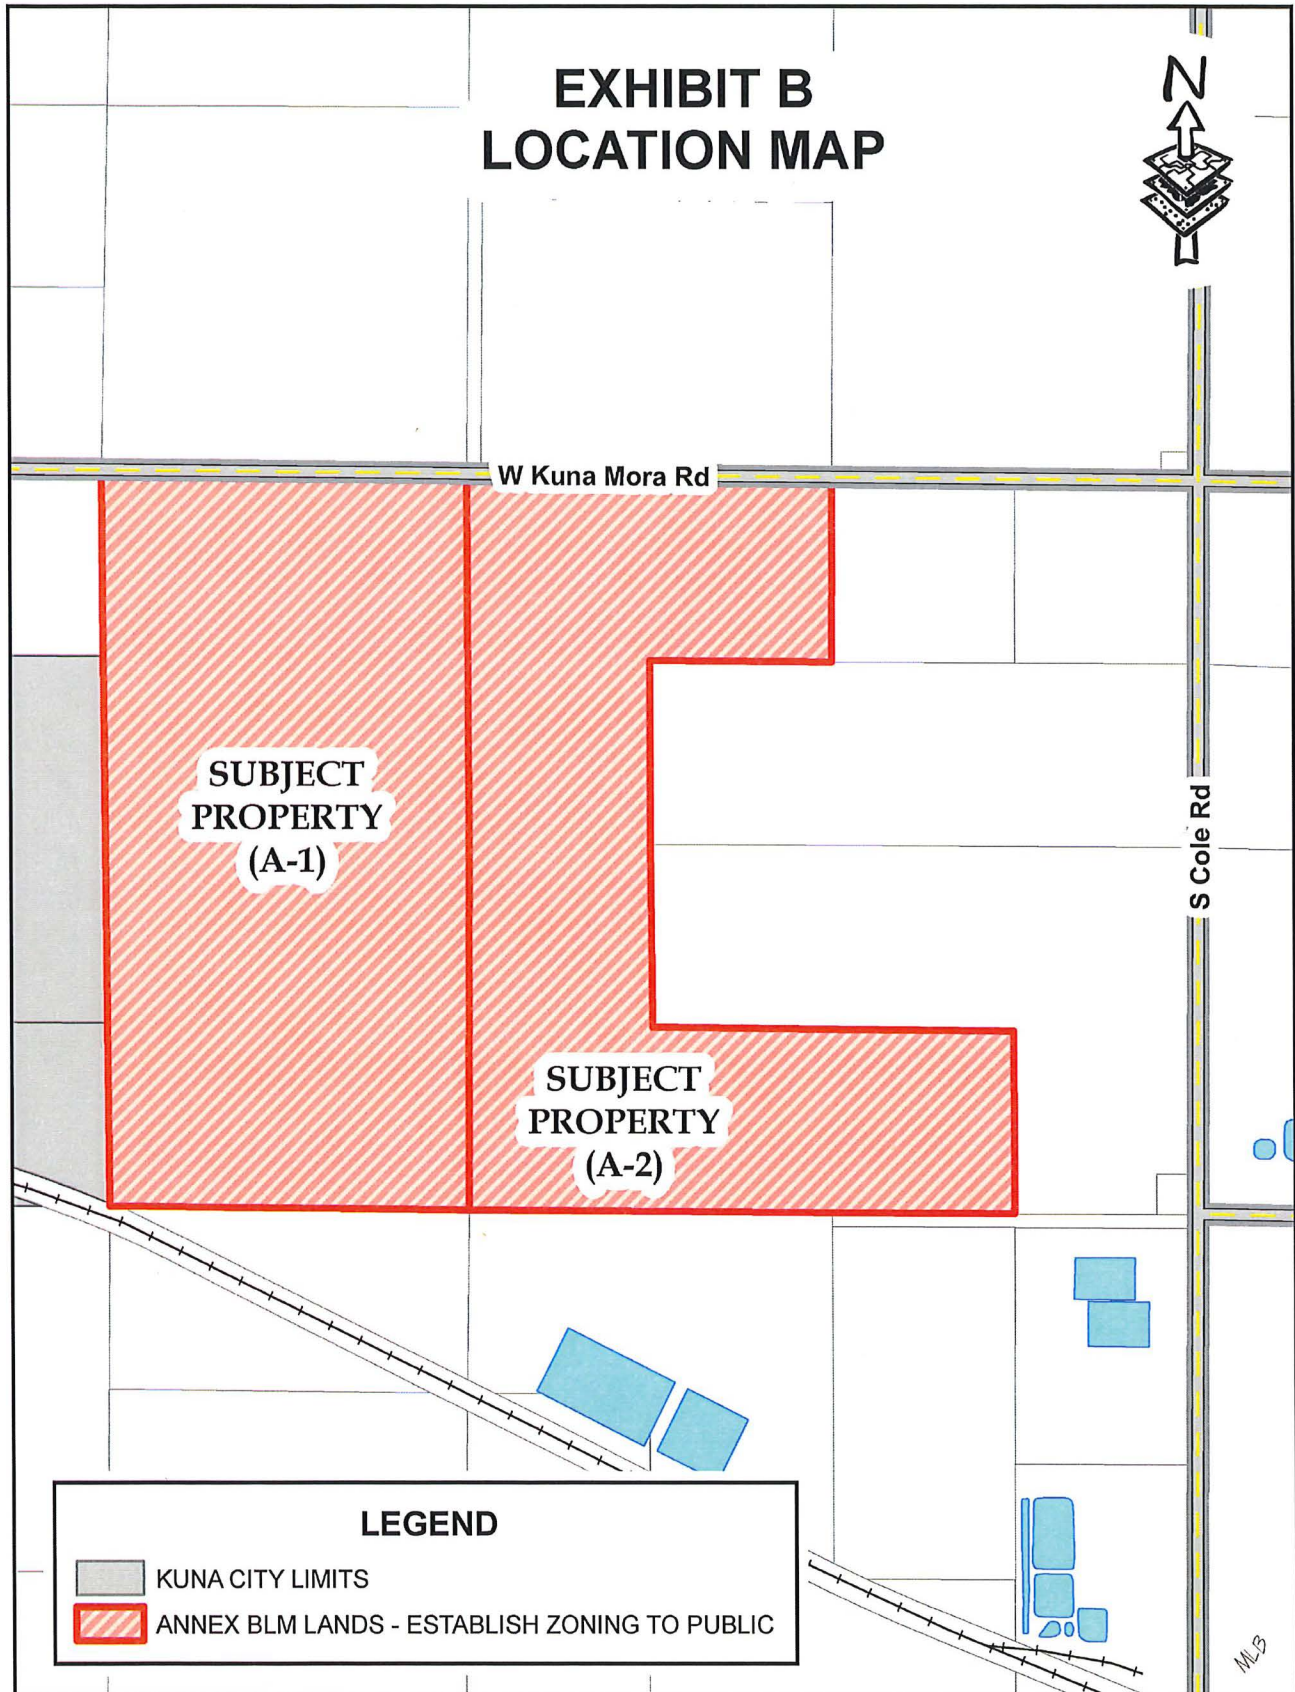 EXHIBIT B
LOCATION MAP
N
W Kuna Mora Rd
SUBJECT
PROPERTY
(A-1)
S Cole Rd
SUBJECT
PROPERTY
(A-2)
LEGEND
KUNA CITY LIMITS
ANNEX BLM LANDS - ESTABLISH ZONING TO PUBLIC
MLB